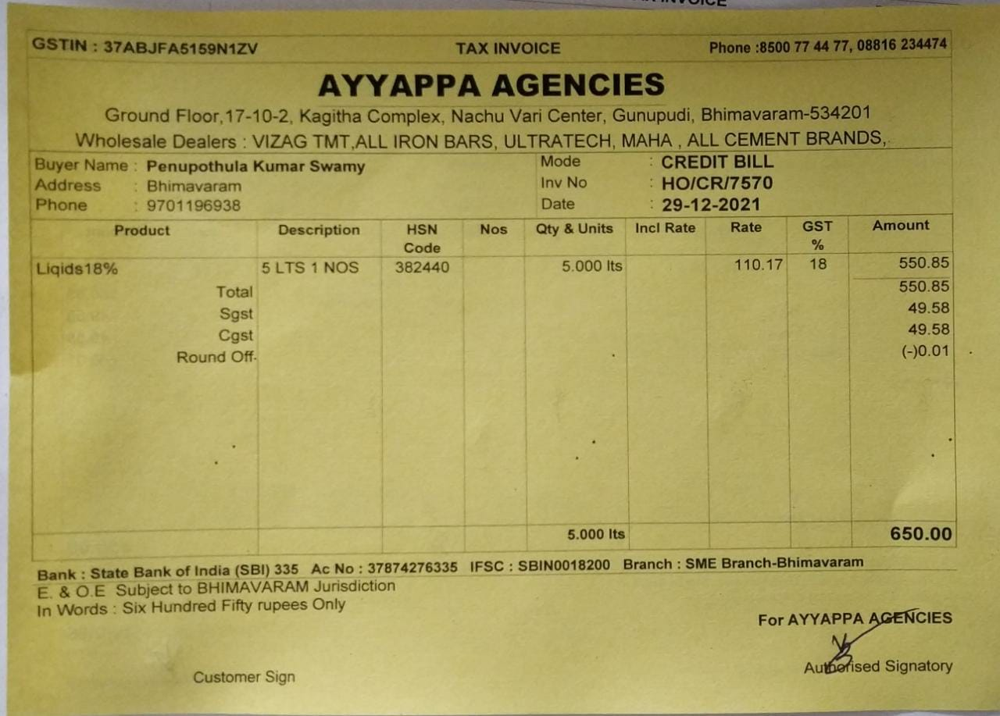 INVOICE
GSTIN : 37ABJFA5159N1ZV TAX INVOICE Phone :8500 77 44 77, 08816 234474
AYYAPPA AGENCIES
Ground Floor,17-10-2, Kagitha Complex, Nachu Vari Center, Gunupudi, Bhimavaram-534201
Wholesale Dealers : VIZAG TMT,ALL IRON BARS, ULTRATECH, MAHA , ALL CEMENT BRANDS,
Buyer Name : Penupothula Kumar Swamy Mode : CREDIT BILL
Address : Bhimavaram Inv No : HO/CR/7570
Phone : 9701196938 Date : 29-12-2021
Product Description HSN Code Nos Qty & Units Incl Rate Rate GST % Amount
Liqids18% 5 LTS 1 NOS 382440 5.000 lts 110.17 18 550.85
Total 550.85
Sgst 49.58
Cgst 49.58
Round Off (-)0.01
5.000 lts 650.00
Bank : State Bank of India (SBI) 335 Ac No : 37874276335 IFSC : SBIN0018200 Branch : SME Branch-Bhimavaram
E. & O.E Subject to BHIMAVARAM Jurisdiction
In Words : Six Hundred Fifty rupees Only
For AYYAPPA AGENCIES
Customer Sign Authorised Signatory